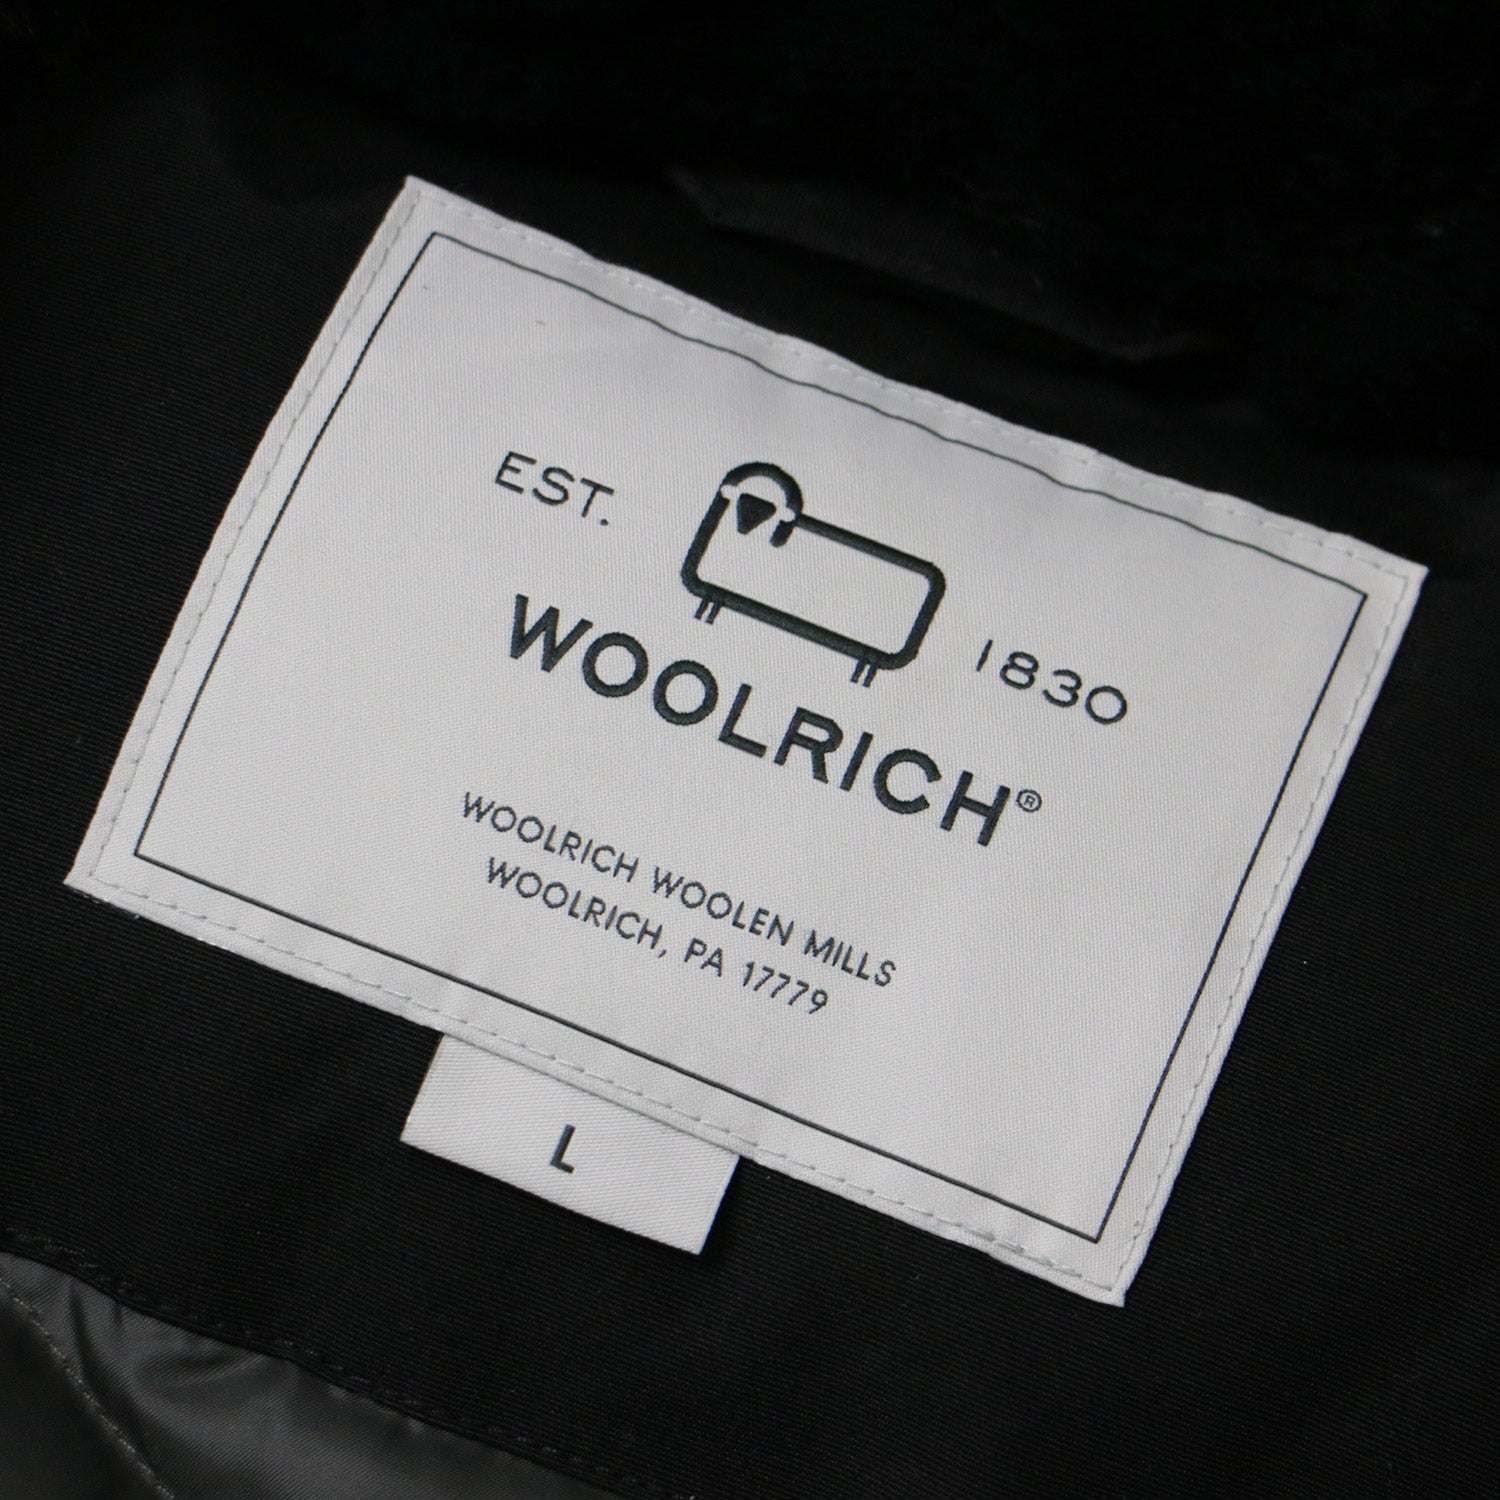 EST. 1830
WOOLRICH®
WOOLRICH WOOLEN MILLS
WOOLRICH, PA 17779
L